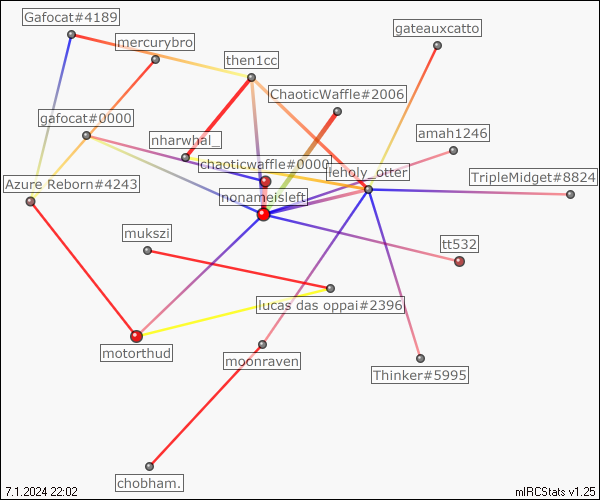 Gafocat#4189
gateauxcatto
mercurybro
then1cc
ChaoticWaffle#2006
gafocat#0000
amah1246
nharwhal_
chaoticwaffle#0000
leholy_otter
TripleMidget#8824
Azure Reborn#4243
nonameisleft
mukszi
tt532
lucas das oppai#2396
motorthud
moonraven
Thinker#5995
chobham.
7.1.2024 22:02
mIRCStats v1.25